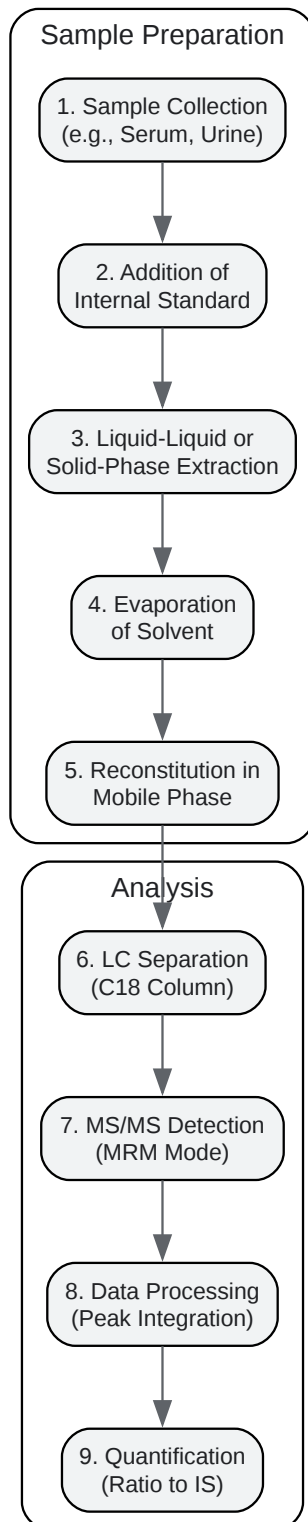 Sample Preparation
1. Sample Collection
(e.g., Serum, Urine)
2. Addition of
Internal Standard
3. Liquid-Liquid or
Solid-Phase Extraction
4. Evaporation
of Solvent
5. Reconstitution in
Mobile Phase
Analysis
6. LC Separation
(C18 Column)
7. MS/MS Detection
(MRM Mode)
8. Data Processing
(Peak Integration)
9. Quantification
(Ratio to IS)